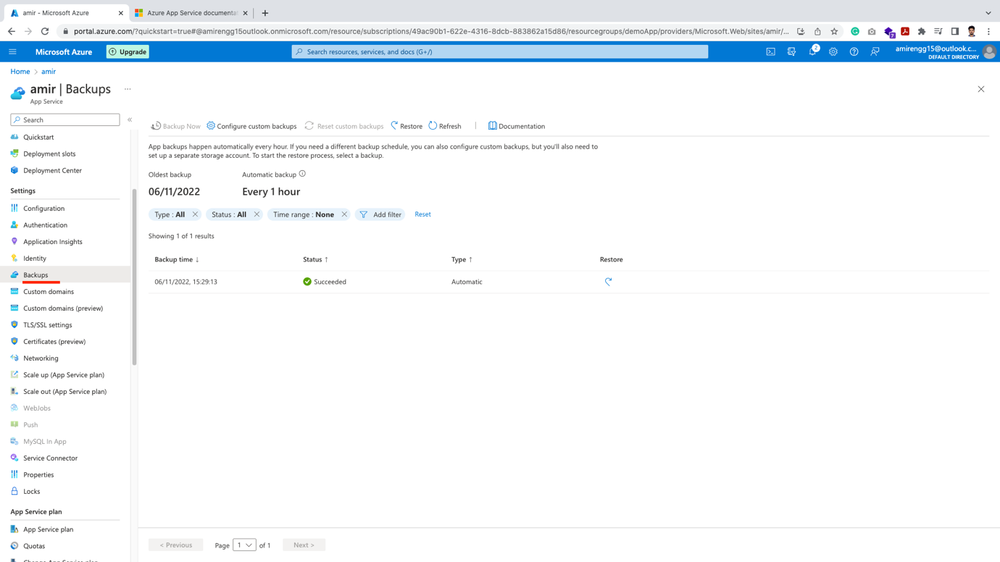 amir - Microsoft Azure
Azure App Service documentat
portal.azure.com/?quickstart=true#@amirengg15outlook.onmicrosoft.com/resource/subscriptions/49ac90b1-622e-4316-8dcb-883862a15d86/resourcegroups/demoApp/providers/Microsoft.Web/sites/amir/...
7
Microsoft Azure
Upgrade
Search resources, services, and docs (G+/)
2
amirengg15@outlook.c...
DEFAULT DIRECTORY
Home > amir
amir | Backups ...
App Service
Search
«
Quickstart
Deployment slots
Deployment Center
Settings
Configuration
Authentication
Application Insights
Identity
Backups
Custom domains
Custom domains (preview)
TLS/SSL settings
Certificates (preview)
Networking
Scale up (App Service plan)
Scale out (App Service plan)
WebJobs
Push
MySQL In App
Service Connector
Properties
Locks
App Service plan
App Service plan
Quotas
Change App Service plan
Backup Now
Configure custom backups
Reset custom backups
Restore
Refresh
Documentation
App backups happen automatically every hour. If you need a different backup schedule, you can also configure custom backups, but you'll also need to
set up a separate storage account. To start the restore process, select a backup.
Oldest backup
06/11/2022
Automatic backup
Every 1 hour
Type : All
Status : All
Time range : None
Add filter
Reset
Showing 1 of 1 results
Backup time ↓
Status ↑
Type ↑
Restore
06/11/2022, 15:29:13
Succeeded
Automatic
< Previous
Page 1 of 1
Next >